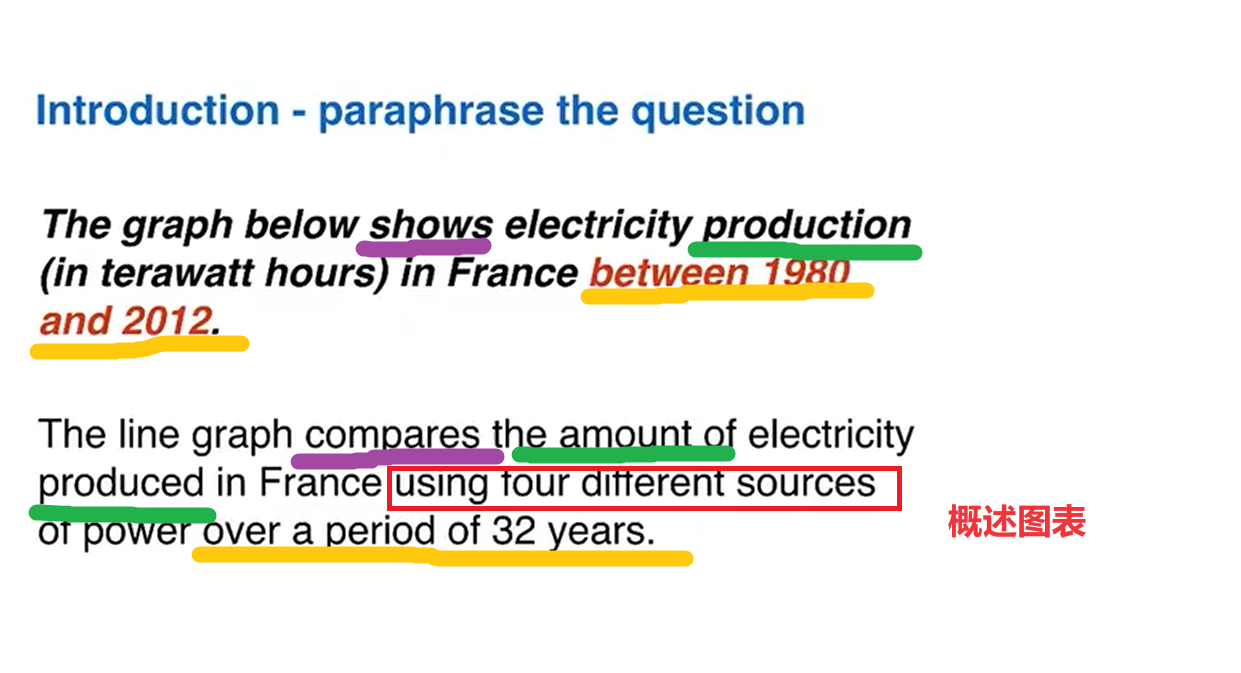 Introduction - paraphrase the question
The graph below shows electricity production
(in terawatt hours) in France between 1980
and 2012.
The line graph compares the amount of electricity
produced in France using four different sources
of power over a period of 32 years.
概述图表